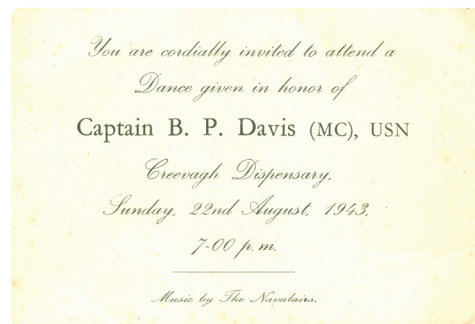 You are cordially invited to attend a
Dance given in honor of
Captain B. P. Davis (MC), USN
Creevagh Dispensary,
Sunday, 22nd August, 1943,
7-00 p.m.
Music by The Navalairs.